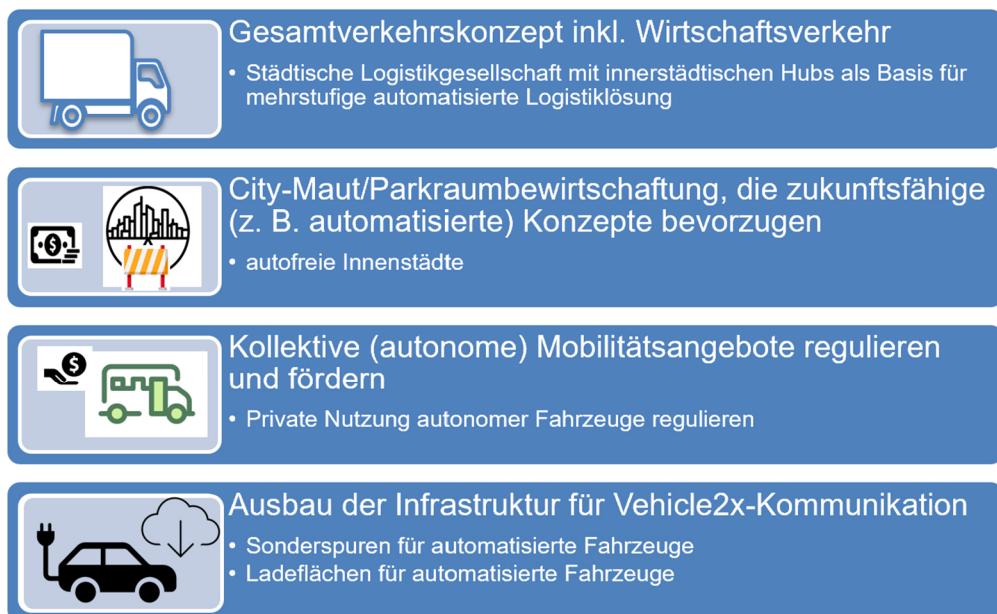 Gesamtverkehrskonzept inkl. Wirtschaftsverkehr
• Städtische Logistikgesellschaft mit innerstädtischen Hubs als Basis für
mehrstufige automatisierte Logistiklösung
City-Maut/Parkraumbewirtschaftung, die zukunftsfähige
(z. B. automatisierte) Konzepte bevorzugen
• autofreie Innenstädte
Kollektive (autonome) Mobilitätsangebote regulieren
und fördern
• Private Nutzung autonomer Fahrzeuge regulieren
Ausbau der Infrastruktur für Vehicle2x-Kommunikation
• Sonderspuren für automatisierte Fahrzeuge
• Ladeflächen für automatisierte Fahrzeuge